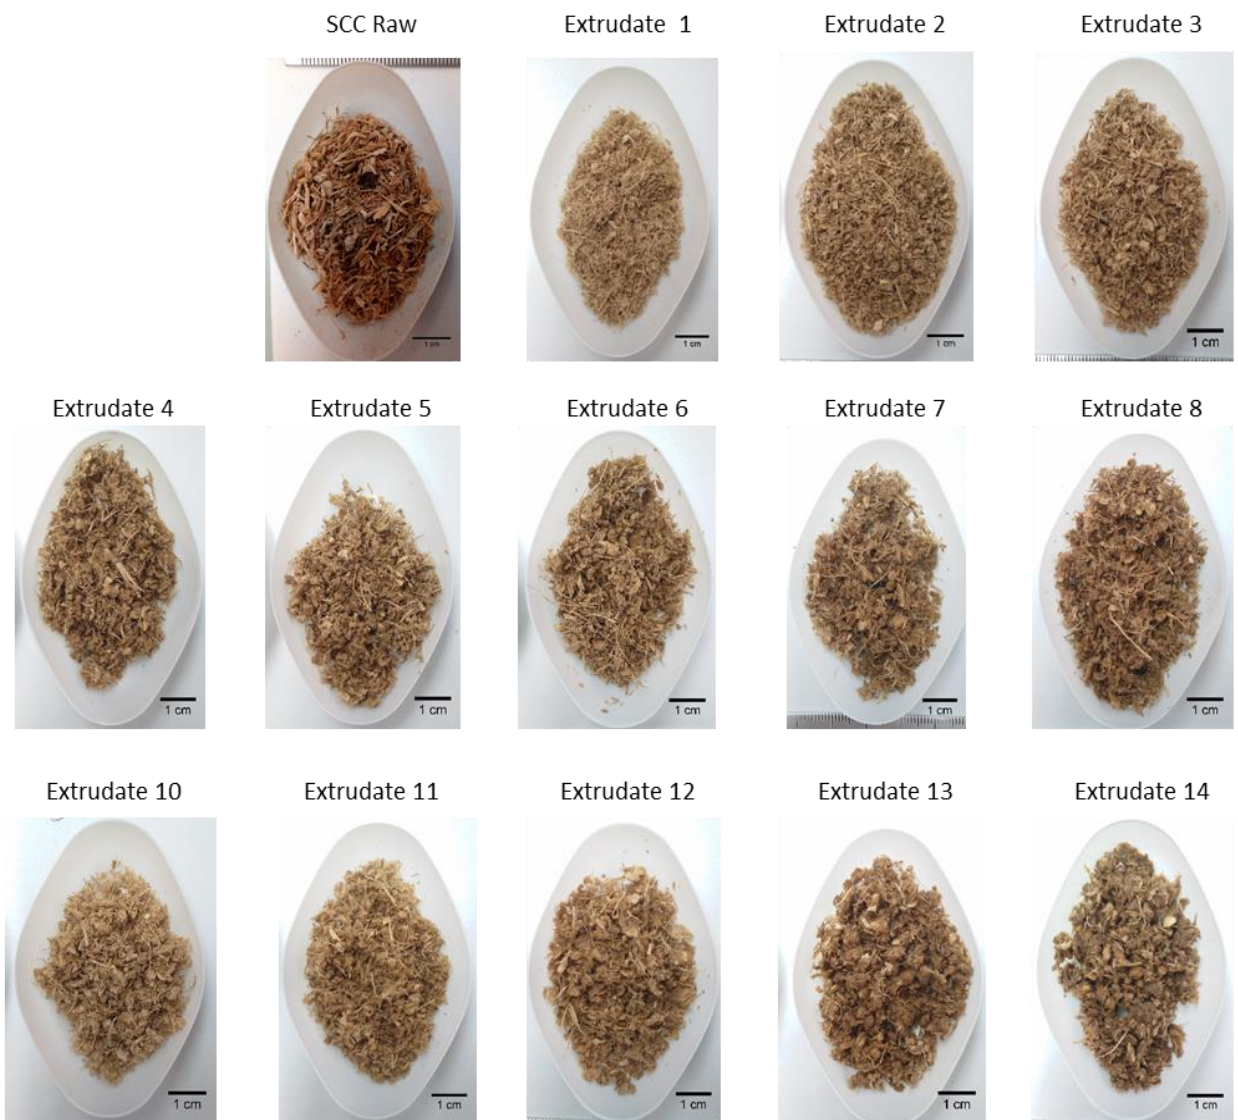 SCC Raw
Extrudate 1
Extrudate 2
Extrudate 3
1 cm
1 cm
1 cm
1 cm
Extrudate 4
Extrudate 5
Extrudate 6
Extrudate 7
Extrudate 8
1 cm
1 cm
1 cm
1 cm
1 cm
Extrudate 10
Extrudate 11
Extrudate 12
Extrudate 13
Extrudate 14
1 cm
1 cm
1 cm
1 cm
1 cm